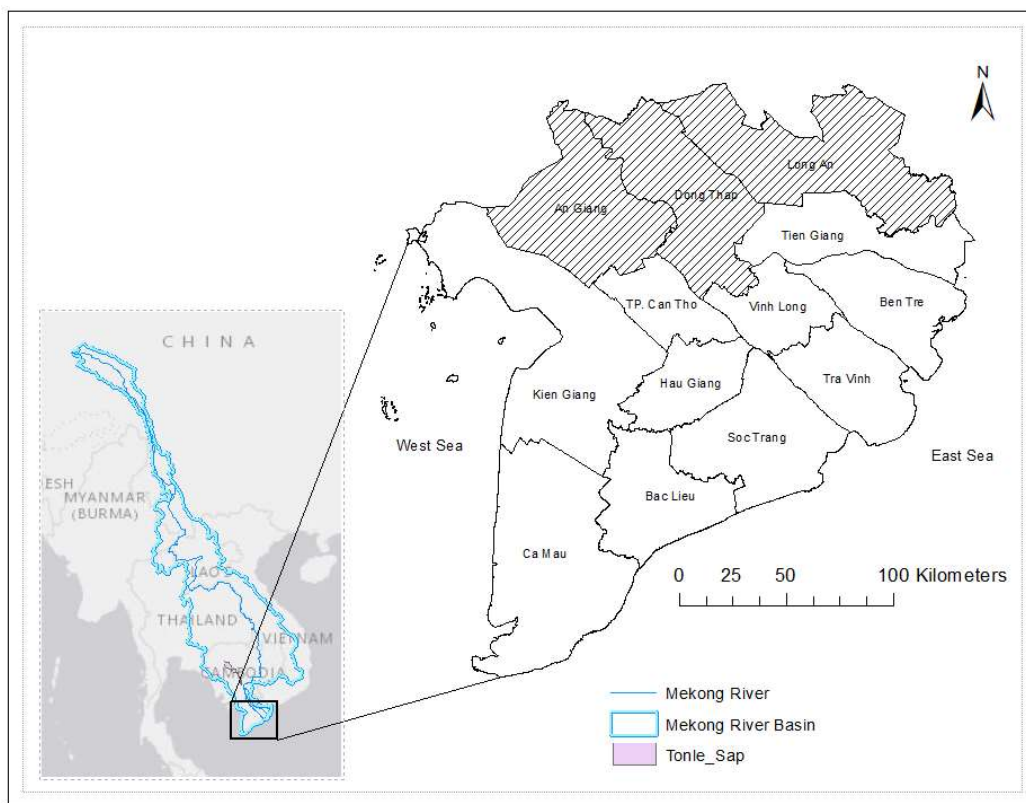 N
Long An
Dong Thap
An Giang
Tien Giang
TP. Can Tho
Vinh Long
Ben Tre
CHINA
Hau Giang
Tra Vinh
Kien Giang
Soc Trang
West Sea
East Sea
ESH
MYANMAR
(BURMA)
Bac Lieu
Ca Mau
LAOS
0 25 50 100 Kilometers
THAILAND
VIETNAM
CAMBODIA
Mekong River
Mekong River Basin
Tonle_Sap